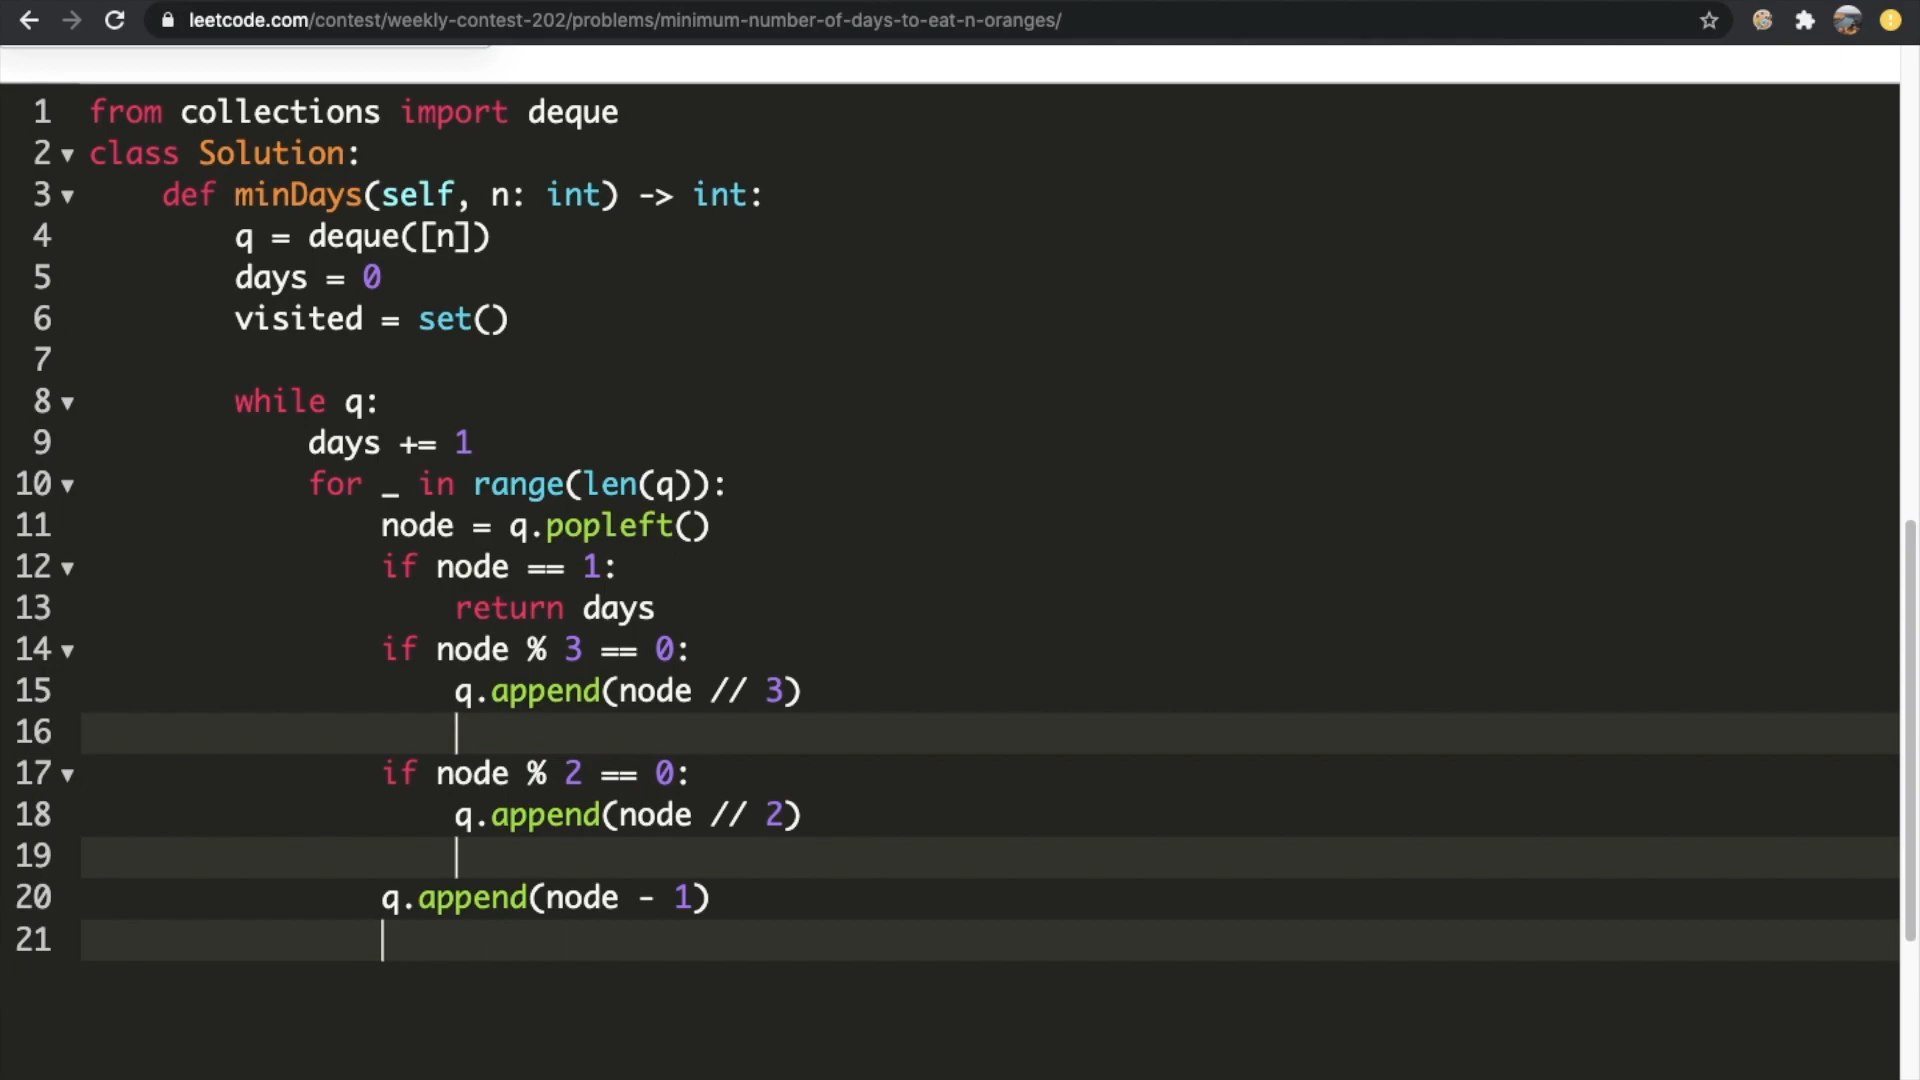 leetcode.com/contest/weekly-contest-202/problems/minimum-number-of-days-to-eat-n-oranges/
1 from collections import deque
2 class Solution:
3     def minDays(self, n: int) -> int:
4         q = deque([n])
5         days = 0
6         visited = set()
7
8         while q:
9             days += 1
10             for _ in range(len(q)):
11                 node = q.popleft()
12                 if node == 1:
13                     return days
14                 if node % 3 == 0:
15                     q.append(node // 3)
16
17                 if node % 2 == 0:
18                     q.append(node // 2)
19
20                 q.append(node - 1)
21